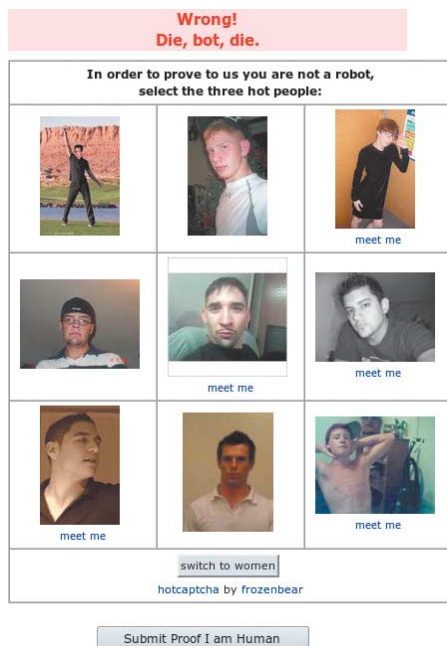 Wrong!
Die, bot, die.
In order to prove to us you are not a robot,
select the three hot people:
meet me
meet me
meet me
meet me
meet me
switch to women
hotcaptcha by frozenbear
Submit Proof I am Human